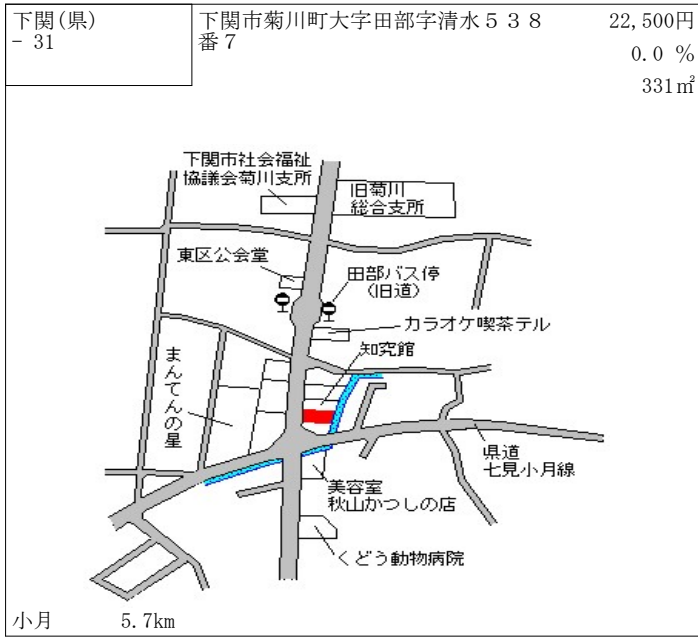 下関(県)
- 31
下関市菊川町大字田部字清水５３８
番７
22,500円
0.0 %
331㎡
下関市社会福祉
協議会菊川支所
旧菊川
総合支所
東区公会堂
田部バス停
(旧道)
カラオケ喫茶テル
知究館
まんてんの星
県道
七見小月線
美容室
秋山かつしの店
くどう動物病院
小月 5.7km